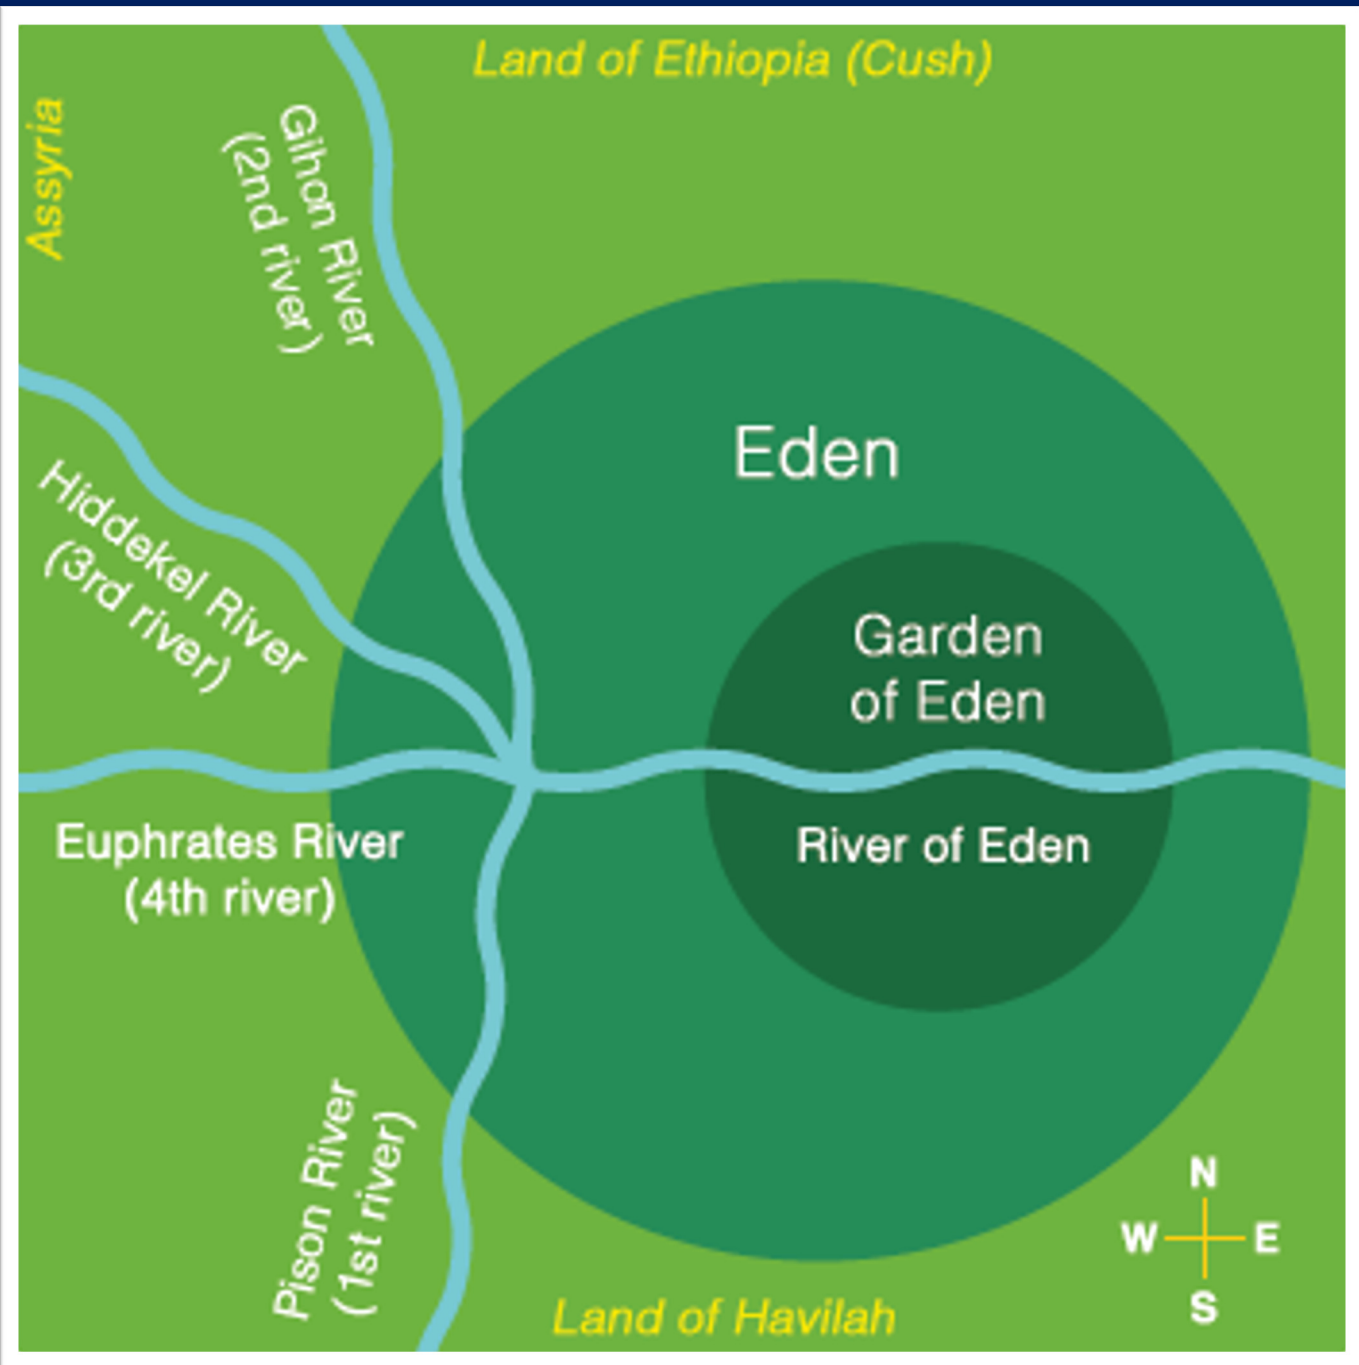 Land of Ethiopia (Cush)
Assyria
Gihon River
(2nd river)
Eden
Hiddekel River
(3rd river)
Garden
of Eden
Euphrates River
(4th river)
River of Eden
Pison River
(1st river)
N
W E
S
Land of Havilah